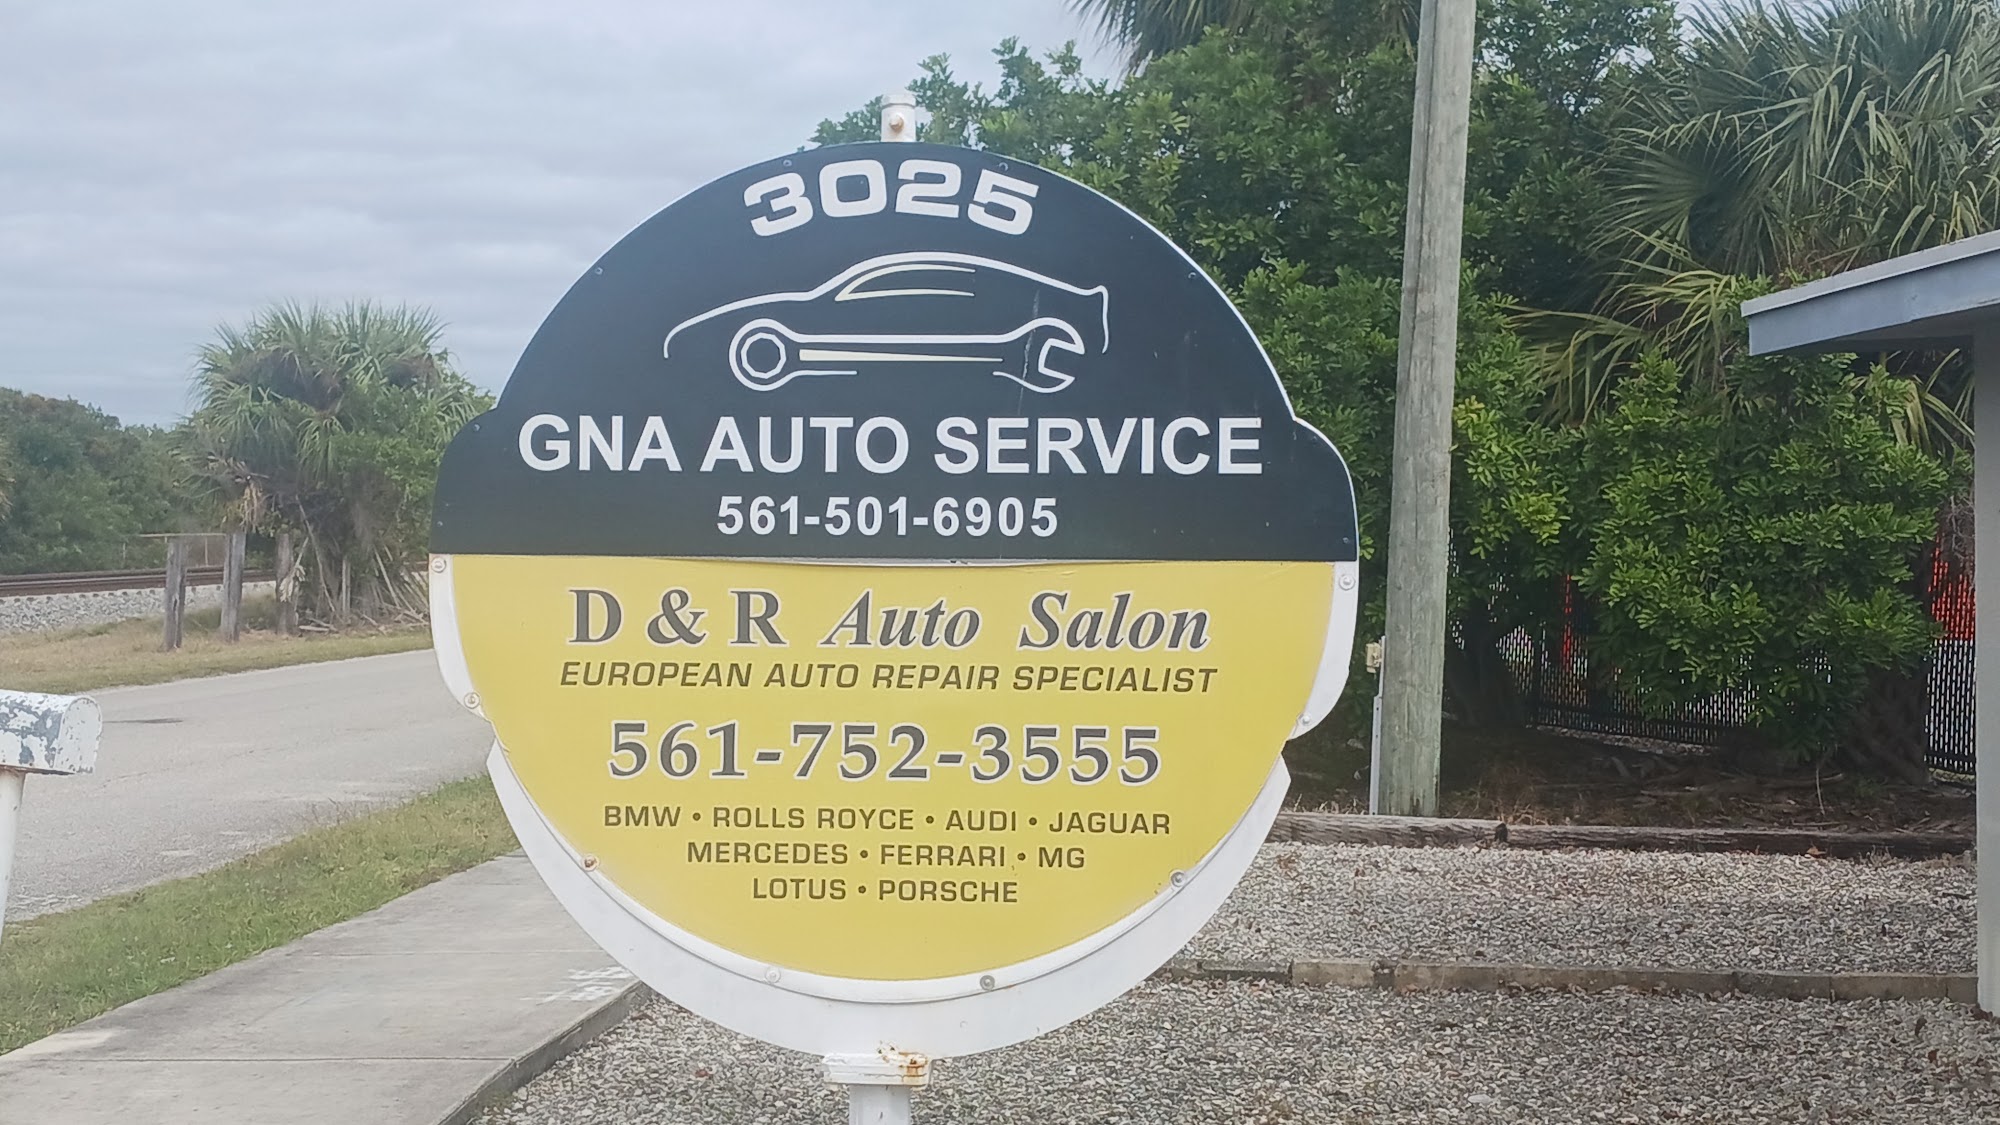 3025
GNA AUTO SERVICE
561-501-6905
D & R Auto Salon
EUROPEAN AUTO REPAIR SPECIALIST
561-752-3555
BMW • ROLLS ROYCE • AUDI • JAGUAR
MERCEDES • FERRARI • MG
LOTUS • PORSCHE